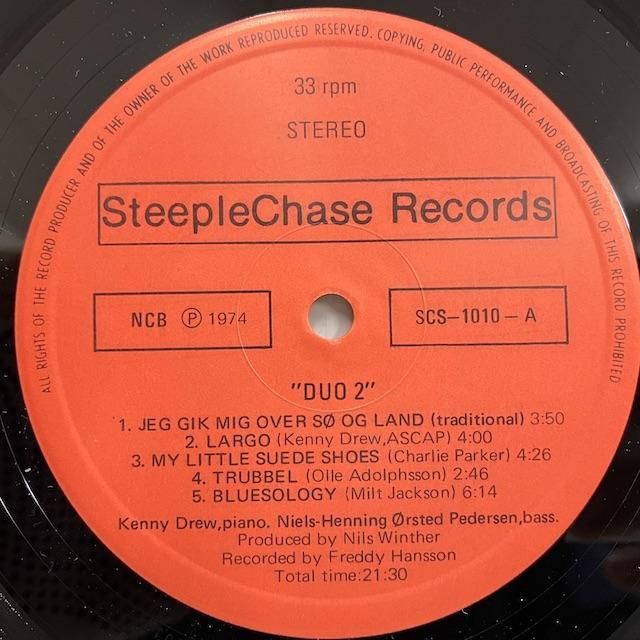 ALL RIGHTS OF THE RECORD PRODUCER AND OF THE OWNER OF THE WORK REPRODUCED RESERVED. COPYING, PUBLIC PERFORMANCE AND BROADCASTING OF THIS RECORD PROHIBITED
33 rpm
STEREO
SteepleChase Records
NCB Ⓟ 1974
SCS-1010 - A
"DUO 2"
1. JEG GIK MIG OVER SØ OG LAND (traditional) 3:50
2. LARGO (Kenny Drew,ASCAP) 4:00
3. MY LITTLE SUEDE SHOES (Charlie Parker) 4:26
4. TRUBBEL (Olle Adolphsson) 2:46
5. BLUESOLOGY (Milt Jackson) 6:14
Kenny Drew,piano. Niels-Henning Ørsted Pedersen,bass.
Produced by Nils Winther
Recorded by Freddy Hansson
Total time:21:30